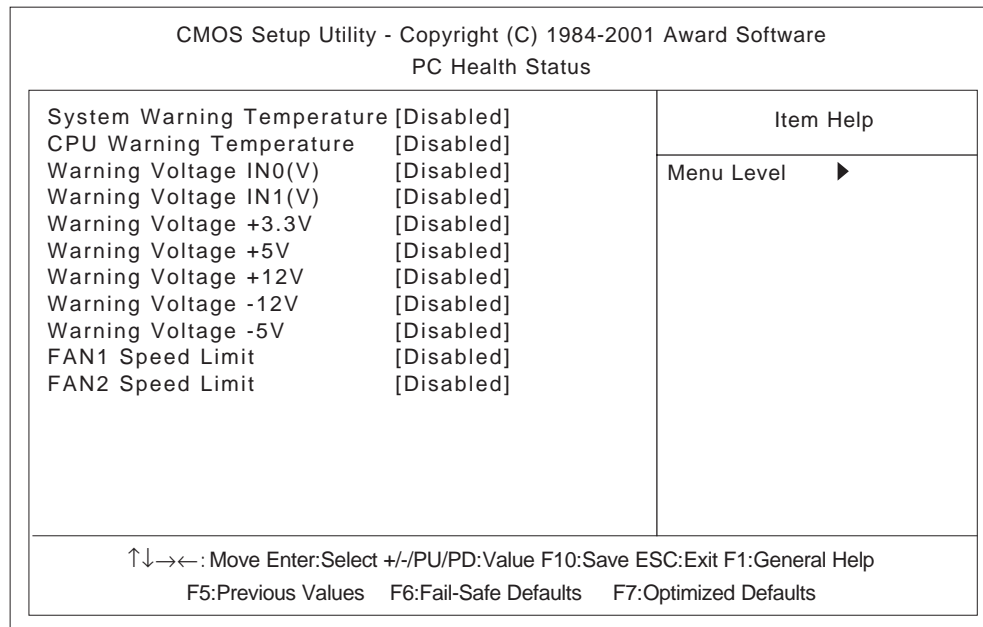 CMOS Setup Utility - Copyright (C) 1984-2001 Award Software
PC Health Status
System Warning Temperature [Disabled]
CPU Warning Temperature [Disabled]
Warning Voltage IN0(V) [Disabled]
Warning Voltage IN1(V) [Disabled]
Warning Voltage +3.3V [Disabled]
Warning Voltage +5V [Disabled]
Warning Voltage +12V [Disabled]
Warning Voltage -12V [Disabled]
Warning Voltage -5V [Disabled]
FAN1 Speed Limit [Disabled]
FAN2 Speed Limit [Disabled]
Item Help
Menu Level ▶
↑↓→←: Move Enter:Select +/-/PU/PD:Value F10:Save ESC:Exit F1:General Help
F5:Previous Values F6:Fail-Safe Defaults F7:Optimized Defaults